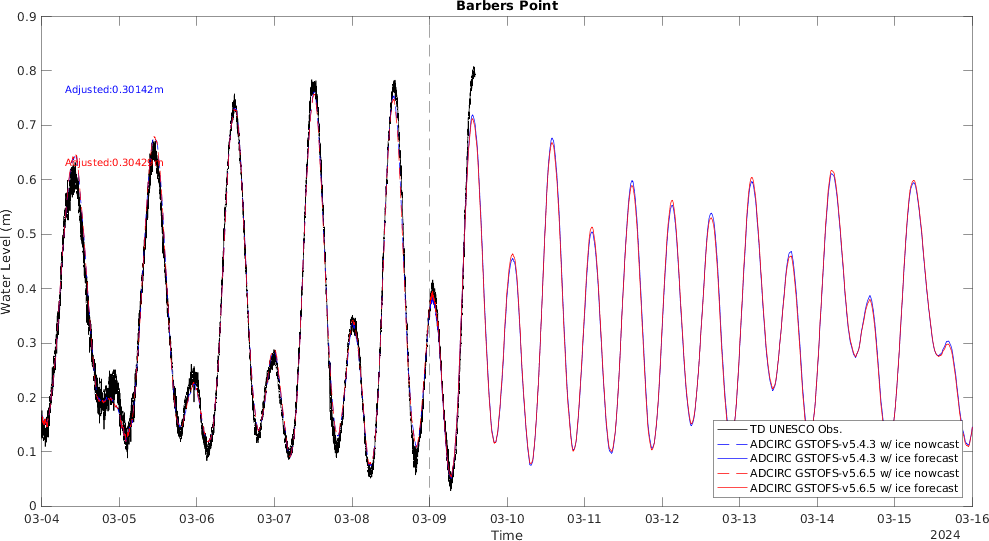 Barbers Point
0.9
0.8
0.7
0.6
0.5
0.4
0.3
0.2
0.1
0
Water Level (m)
Adjusted:0.30142m
Adjusted:0.30429m
TD UNESCO Obs.
ADCIRC GSTOFS-v5.4.3 w/ ice nowcast
ADCIRC GSTOFS-v5.4.3 w/ ice forecast
ADCIRC GSTOFS-v5.6.5 w/ ice nowcast
ADCIRC GSTOFS-v5.6.5 w/ ice forecast
03-04 03-05 03-06 03-07 03-08 03-09 03-10 03-11 03-12 03-13 03-14 03-15 03-16
Time
2024